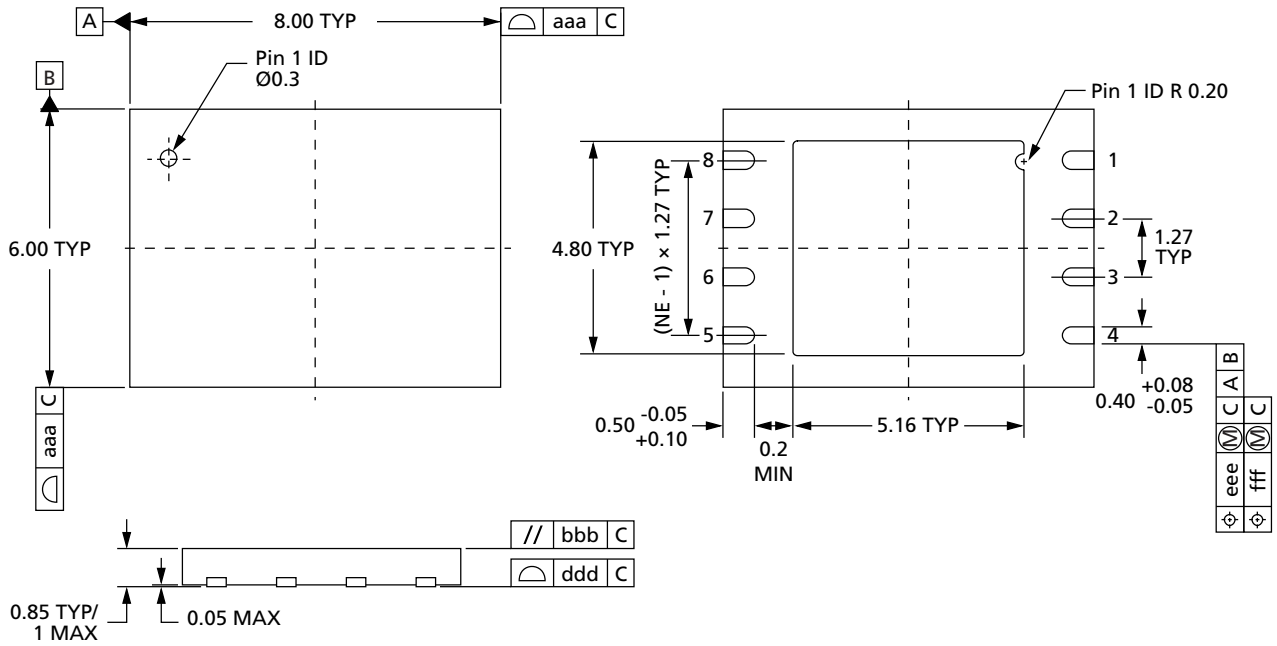 A
8.00 TYP
⌓ aaa C
Pin 1 ID
Ø0.3
B
6.00 TYP
⌓ aaa C
Pin 1 ID R 0.20
8
7
6
5
1
2
3
4
(NE - 1) × 1.27 TYP
4.80 TYP
1.27
TYP
0.50 -0.05
+0.10
0.2
MIN
5.16 TYP
0.40 +0.08
-0.05
⌖ eee Ⓜ C A B
⌖ fff Ⓜ C
// bbb C
⌓ ddd C
0.85 TYP/
1 MAX
0.05 MAX